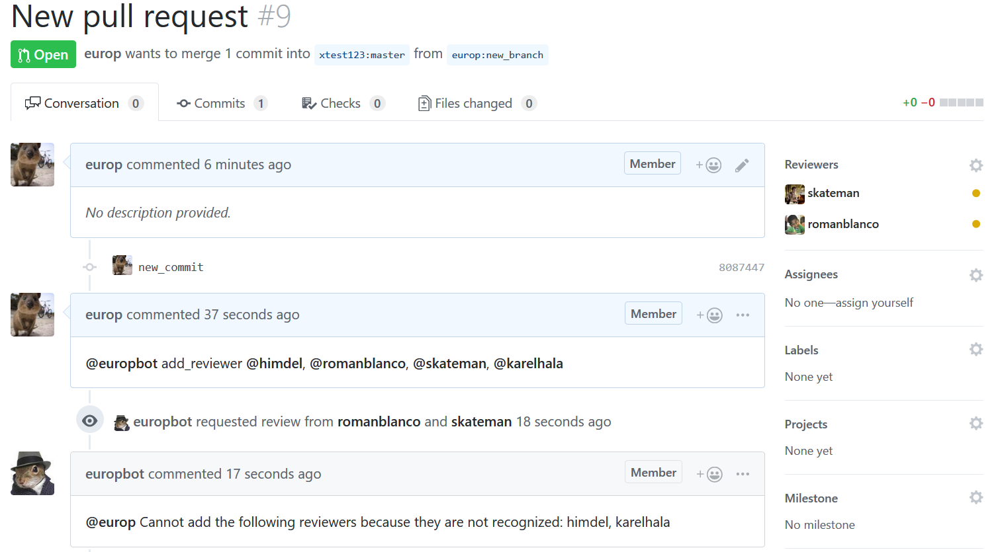 New pull request #9
Open europ wants to merge 1 commit into xtest123:master from europ:new_branch
Conversation 0 Commits 1 Checks 0 Files changed 0 +0 −0
europ commented 6 minutes ago Member +
No description provided.
new_commit 8087447
europ commented 37 seconds ago Member + ...
@europbot add_reviewer @himdel, @romanblanco, @skateman, @karelhala
europbot requested review from romanblanco and skateman 18 seconds ago
europbot commented 17 seconds ago Member + ...
@europ Cannot add the following reviewers because they are not recognized: himdel, karelhala
Reviewers
skateman
romanblanco
Assignees
No one—assign yourself
Labels
None yet
Projects
None yet
Milestone
No milestone